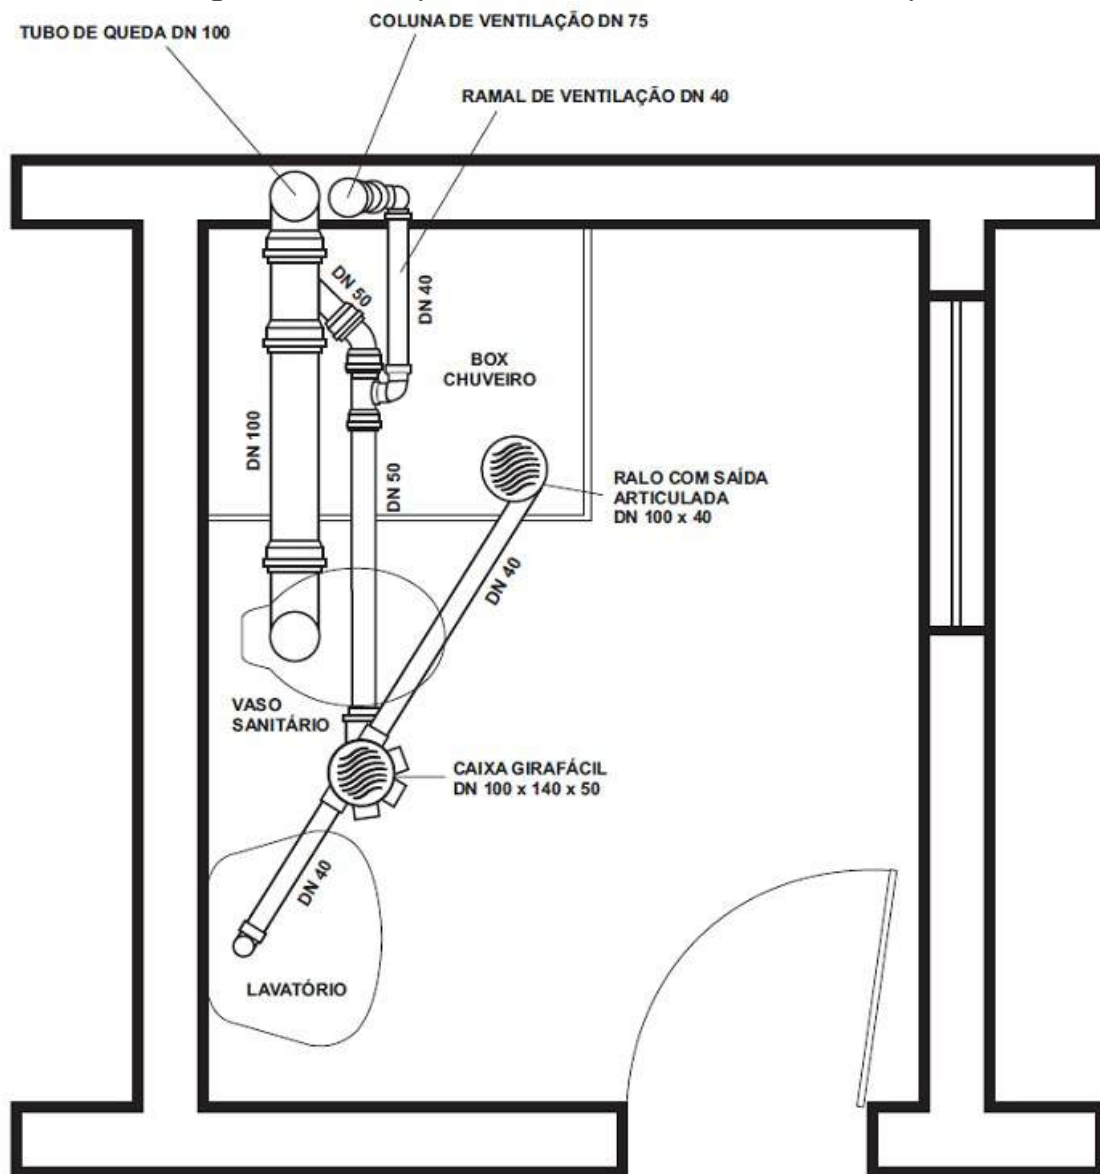 TUBO DE QUEDA DN 100
COLUNA DE VENTILAÇÃO DN 75
RAMAL DE VENTILAÇÃO DN 40
DN 50
DN 40
BOX
CHUVEIRO
DN 100
DN 50
RALO COM SAÍDA
ARTICULADA
DN 100 x 40
DN 40
VASO
SANITÁRIO
CAIXA GIRAFÁCIL
DN 100 x 140 x 50
DN 40
LAVATÓRIO